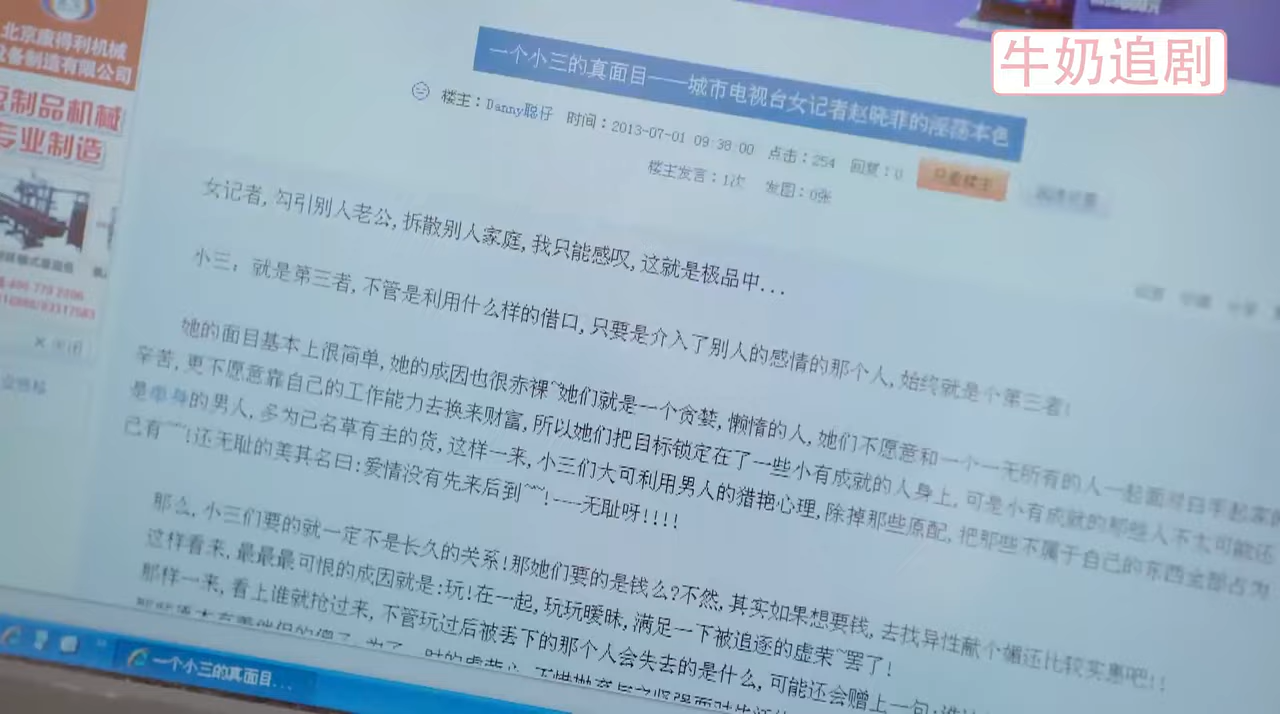 牛奶追剧
北京康得利机械
设备制造有限公司
豆制品机械
专业制造
一个小三的真面目——城市电视台女记者赵晓菲的淫荡本色
楼主：Danny聪仔 时间：2013-07-01 09:38:00 点击：254 回复：0 只看楼主
楼主发言：1次 发图：0张
女记者,勾引别人老公,拆散别人家庭,我只能感叹,这就是极品中...
小三：就是第三者,不管是利用什么样的借口,只要是介入了别人的感情的那个人,始终就是个第三者!
她的面目基本上很简单,她的成因也很赤裸~她们就是一个贪婪,懒惰的人,她们不愿意和一个一无所有的人一起面对白手起家的
辛苦,更不愿意靠自己的工作能力去换来财富,所以她们把目标锁定在了一些小有成就的人身上,可是小有成就的那些人不太可能还
是单身的男人,多为己名草有主的货,这样一来,小三们大可利用男人的猎艳心理,除掉那些原配,把那些不属于自己的东西全部占为
己有~~~!还无耻的美其名曰:爱情没有先来后到~~~!---无耻呀!!!!
那么,小三们要的就一定不是长久的关系!那她们要的是钱么?不然,其实如果想要钱,去找异性献个媚还比较实惠吧!!
这样看来,最最最可恨的成因就是:玩!在一起,玩玩暧昧,满足一下被追逐的虚荣~罢了!
那样一来,看上谁就抢过来,不管玩过后被丢下的那个人会失去的是什么,可能还会赠上一句:
一个小三的真面目...